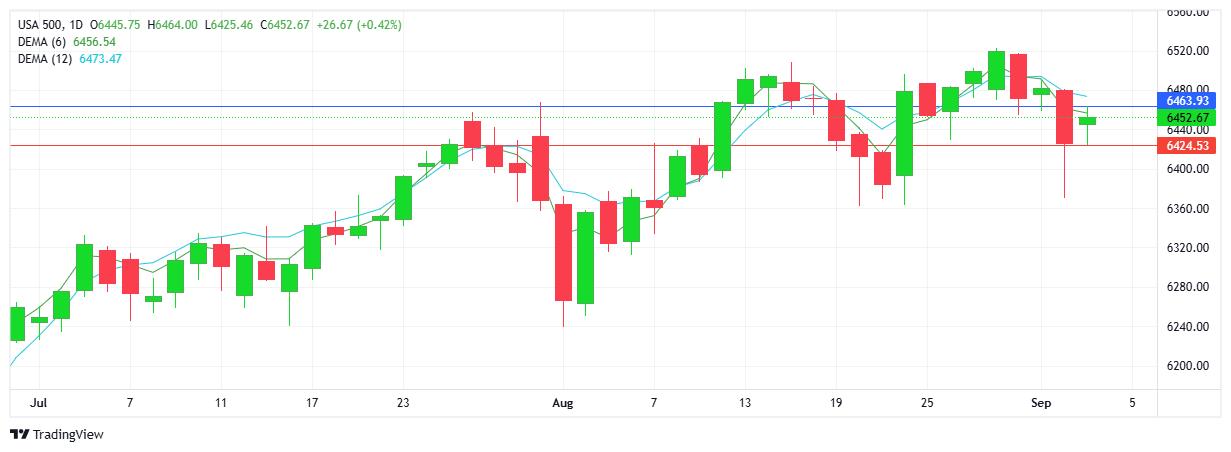 USA 500, 1D O6445.75 H6464.00 L6425.46 C6452.67 +26.67 (+0.42%)
DEMA (6) 6456.54
DEMA (12) 6473.47
6560.00
6520.00
6480.00
6463.93
6452.67
6440.00
6424.53
6400.00
6360.00
6320.00
6280.00
6240.00
6200.00
Jul 7 11 17 23 Aug 7 13 19 25 Sep 5
TradingView